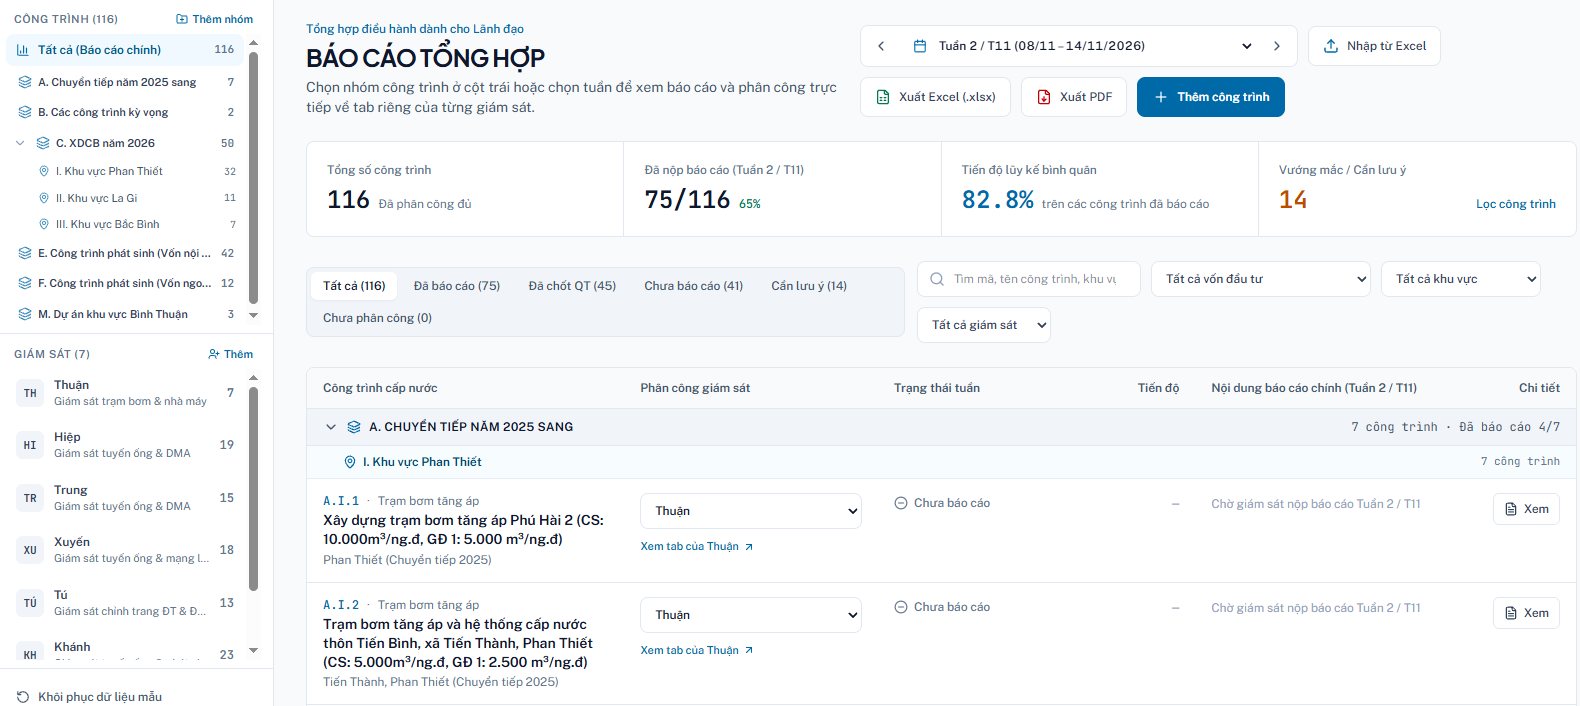 CÔNG TRÌNH (116)
Thêm nhóm
Tất cả (Báo cáo chính) 116
A. Chuyển tiếp năm 2025 sang 7
B. Các công trình kỳ vọng 2
C. XDCB năm 2026 50
I. Khu vực Phan Thiết 32
II. Khu vực La Gi 11
III. Khu vực Bắc Bình 7
E. Công trình phát sinh (Vốn nội ... 42
F. Công trình phát sinh (Vốn ngo... 12
M. Dự án khu vực Bình Thuận 3
GIÁM SÁT (7)
Thêm
TH
Thuận
Giám sát trạm bơm & nhà máy
7
HI
Hiệp
Giám sát tuyến ống & DMA
19
TR
Trung
Giám sát tuyến ống & DMA
15
XU
Xuyến
Giám sát tuyến ống & mạng l...
18
TÚ
Tú
Giám sát chỉnh trang ĐT & Đ...
13
KH
Khánh
23
Khôi phục dữ liệu mẫu
Tổng hợp điều hành dành cho Lãnh đạo
BÁO CÁO TỔNG HỢP
Chọn nhóm công trình ở cột trái hoặc chọn tuần để xem báo cáo và phân công trực
tiếp về tab riêng của từng giám sát.
Tuần 2 / T11 (08/11 – 14/11/2026)
Nhập từ Excel
Xuất Excel (.xlsx)
Xuất PDF
Thêm công trình
Tổng số công trình
116 Đã phân công đủ
Đã nộp báo cáo (Tuần 2 / T11)
75/116 65%
Tiến độ lũy kế bình quân
82.8% trên các công trình đã báo cáo
Vướng mắc / Cần lưu ý
14
Lọc công trình
Tất cả (116)
Đã báo cáo (75)
Đã chốt QT (45)
Chưa báo cáo (41)
Cần lưu ý (14)
Chưa phân công (0)
Tìm mã, tên công trình, khu vự
Tất cả vốn đầu tư
Tất cả khu vực
Tất cả giám sát
Công trình cấp nước
Phân công giám sát
Trạng thái tuần
Tiến độ
Nội dung báo cáo chính (Tuần 2 / T11)
Chi tiết
A. CHUYỂN TIẾP NĂM 2025 SANG
7 công trình · Đã báo cáo 4/7
I. Khu vực Phan Thiết
7 công trình
A.I.1 · Trạm bơm tăng áp
Xây dựng trạm bơm tăng áp Phú Hài 2 (CS:
10.000m³/ng.đ, GĐ 1: 5.000 m³/ng.đ)
Phan Thiết (Chuyển tiếp 2025)
Thuận
Xem tab của Thuận
Chưa báo cáo
–
Chờ giám sát nộp báo cáo Tuần 2 / T11
Xem
A.I.2 · Trạm bơm tăng áp
Trạm bơm tăng áp và hệ thống cấp nước
thôn Tiến Bình, xã Tiến Thành, Phan Thiết
(CS: 5.000m³/ng.đ, GĐ 1: 2.500 m³/ng.đ)
Tiến Thành, Phan Thiết (Chuyển tiếp 2025)
Thuận
Xem tab của Thuận
Chưa báo cáo
–
Chờ giám sát nộp báo cáo Tuần 2 / T11
Xem